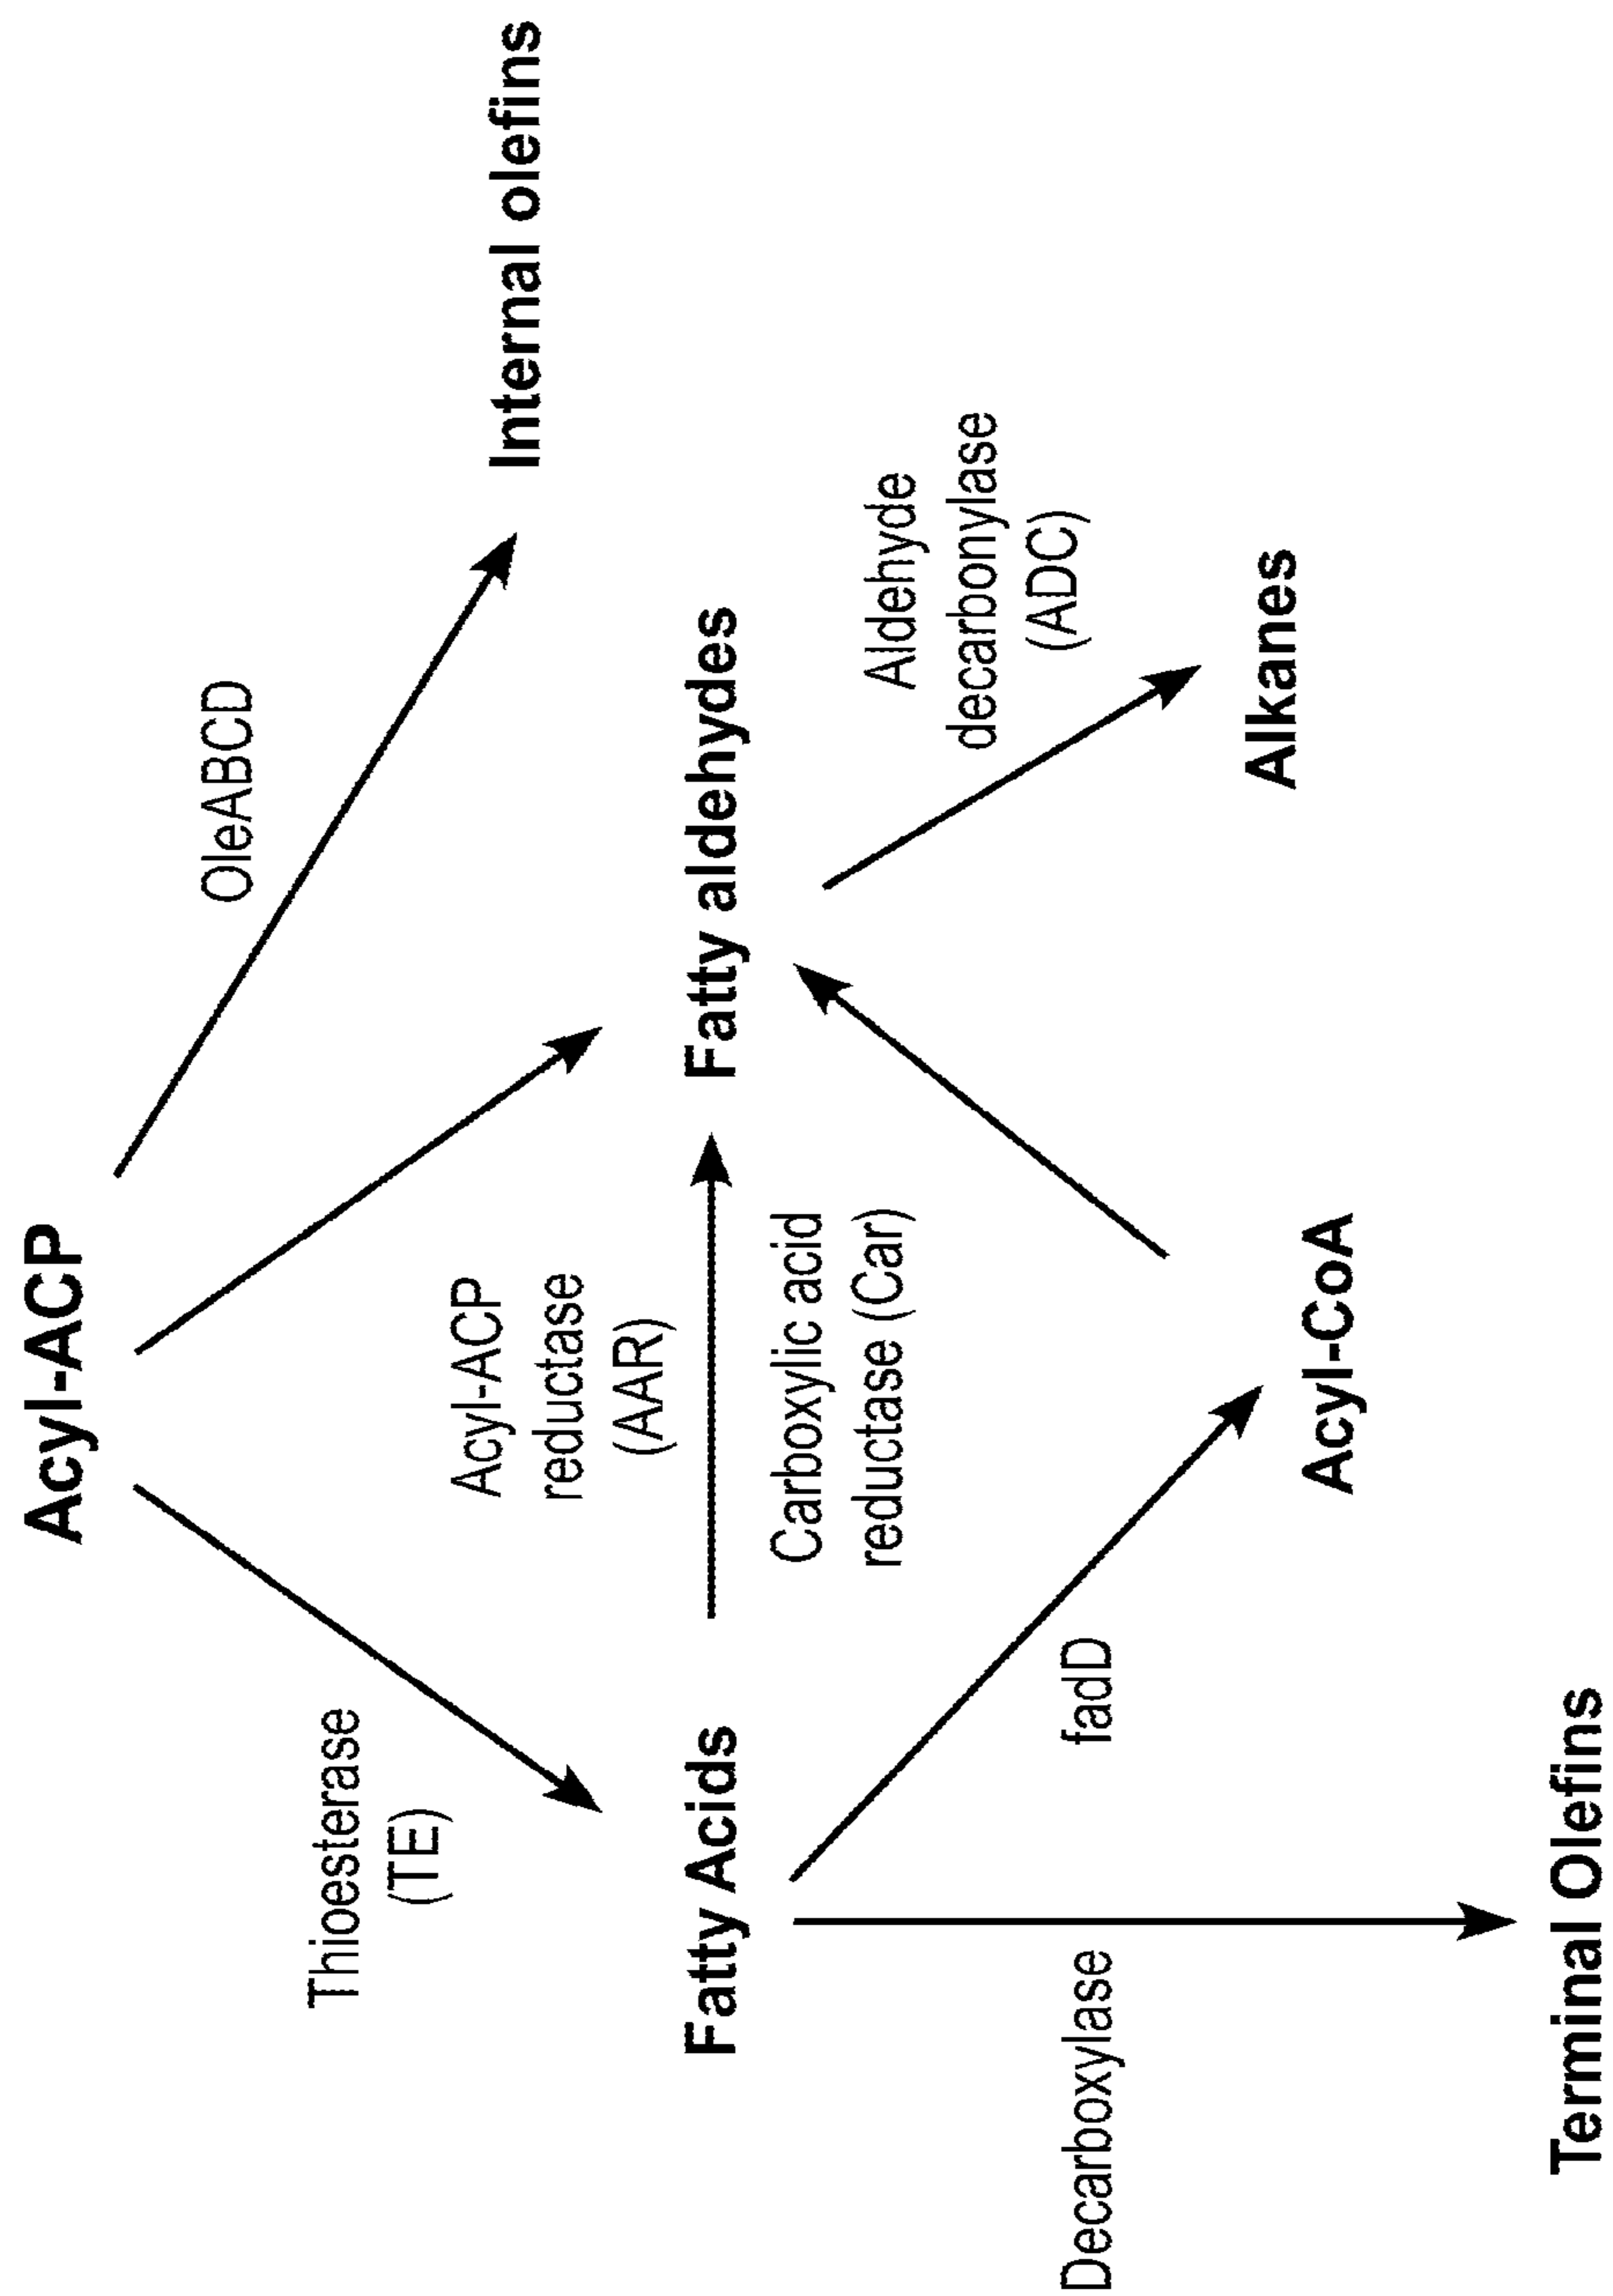 Acyl-ACP
OleABCD
Thioesterase
(TE)
Acyl-ACP
reductase
(AAR)
Internal olefins
Fatty Acids
Fatty aldehydes
Carboxylic acid
reductase (Car)
Aldehyde
decarbonylase
(ADC)
Decarboxylase
fadD
Acyl-CoA
Alkanes
Terminal Olefins